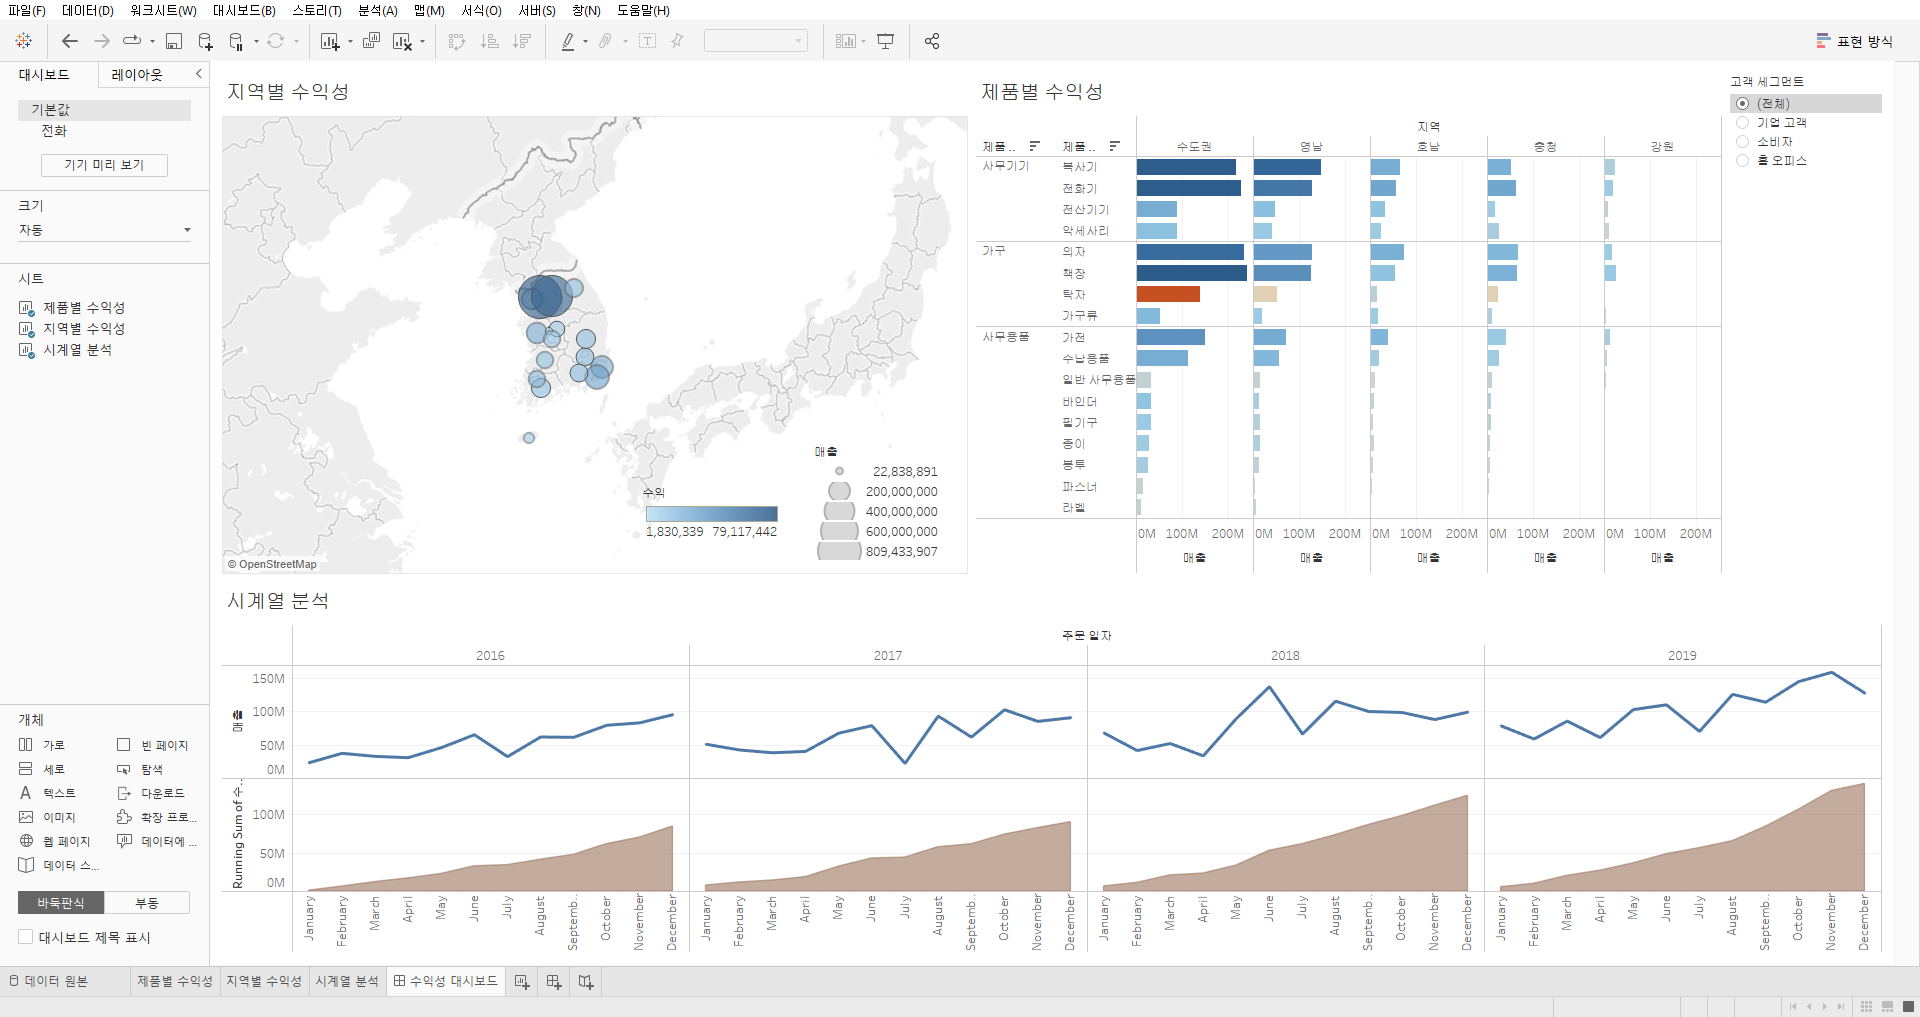 파일(F) 데이터(D) 워크시트(W) 대시보드(B) 스토리(T) 분석(A) 맵(M) 서식(O) 서버(S) 창(N) 도움말(H)
표현 방식
대시보드 레이아웃
기본값
전화
기기 미리 보기
크기
자동
시트
제품별 수익성
지역별 수익성
시계열 분석
개체
가로 빈 페이지
세로 탐색
텍스트 다운로드
이미지 확장 프로...
웹 페이지 데이터에 ...
데이터 스...
바둑판식 부동
대시보드 제목 표시
지역별 수익성
수익
1,830,339 79,117,442
매출
22,838,891
200,000,000
400,000,000
600,000,000
809,433,907
© OpenStreetMap
제품별 수익성
지역
제품 .. 제품 .. 수도권 영남 호남 충청 강원
사무기기 복사기
전화기
전산기기
악세사리
가구 의자
책장
탁자
가구류
사무용품 가전
수납용품
일반 사무용품
바인더
필기구
종이
봉투
파스너
라벨
0M 100M 200M 0M 100M 200M 0M 100M 200M 0M 100M 200M 0M 100M 200M
매출 매출 매출 매출 매출
고객 세그먼트
(전체)
기업 고객
소비자
홈 오피스
시계열 분석
주문 일자
2016 2017 2018 2019
매출
150M
100M
50M
0M
Running Sum of 수..
100M
50M
0M
January February March April May June July August Septemb.. October November December January February March April May June July August Septemb.. October November December January February March April May June July August Septemb.. October November December January February March April May June July August Septemb.. October November December
데이터 원본 제품별 수익성 지역별 수익성 시계열 분석 수익성 대시보드